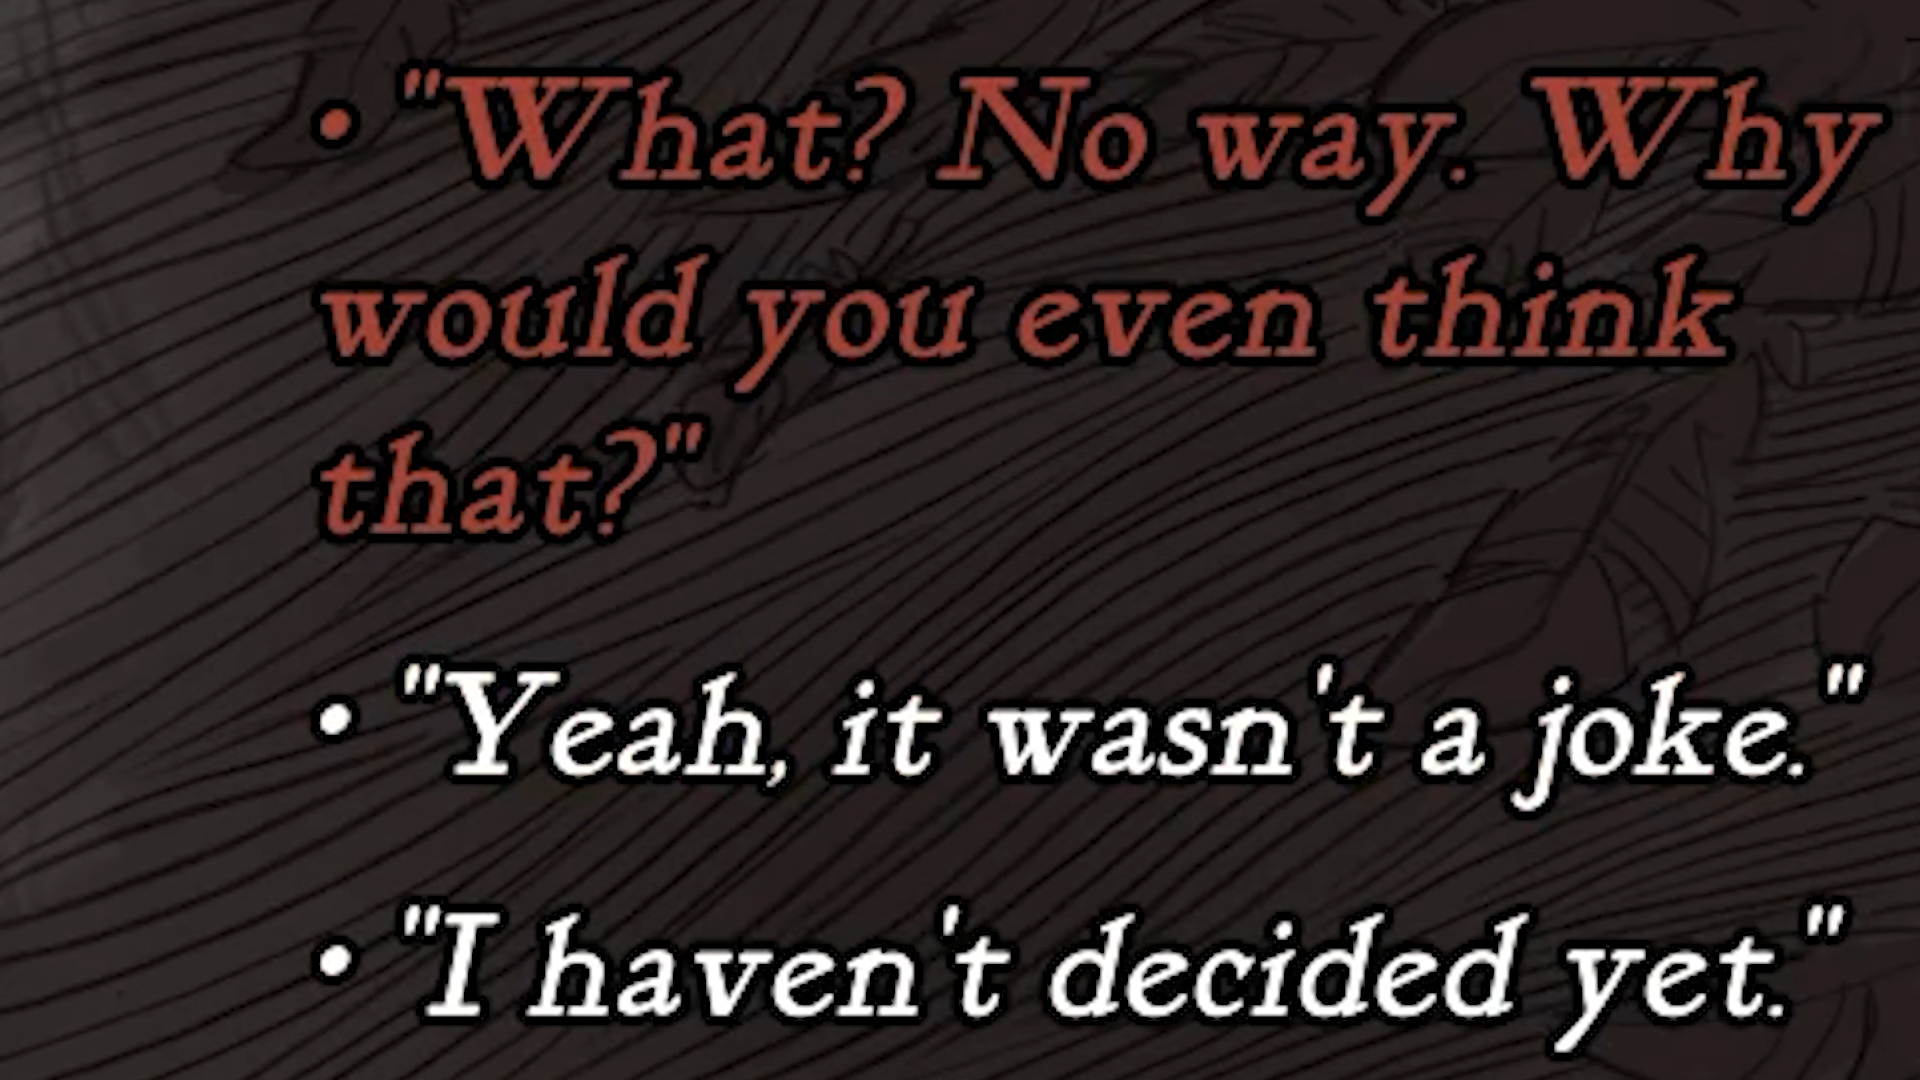 • "What? No way. Why
would you even think
that?"
• "Yeah, it wasn't a joke."
• "I haven't decided yet."